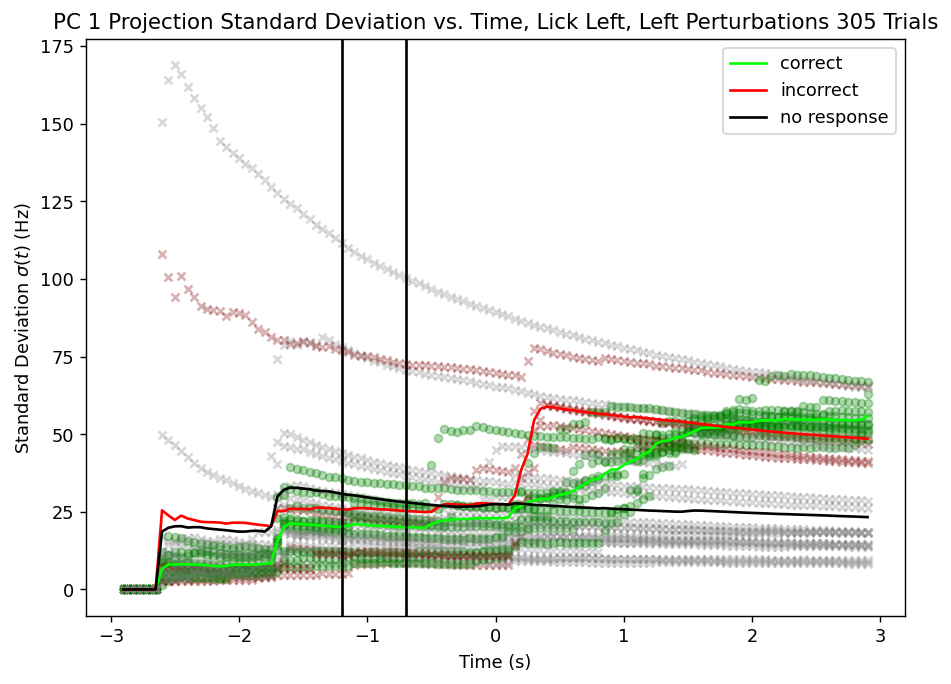 PC 1 Projection Standard Deviation vs. Time, Lick Left, Left Perturbations 305 Trials
175
150
125
100
75
50
25
0
Standard Deviation σ(t) (Hz)
correct
incorrect
no response
−3
−2
−1
0
1
2
3
Time (s)